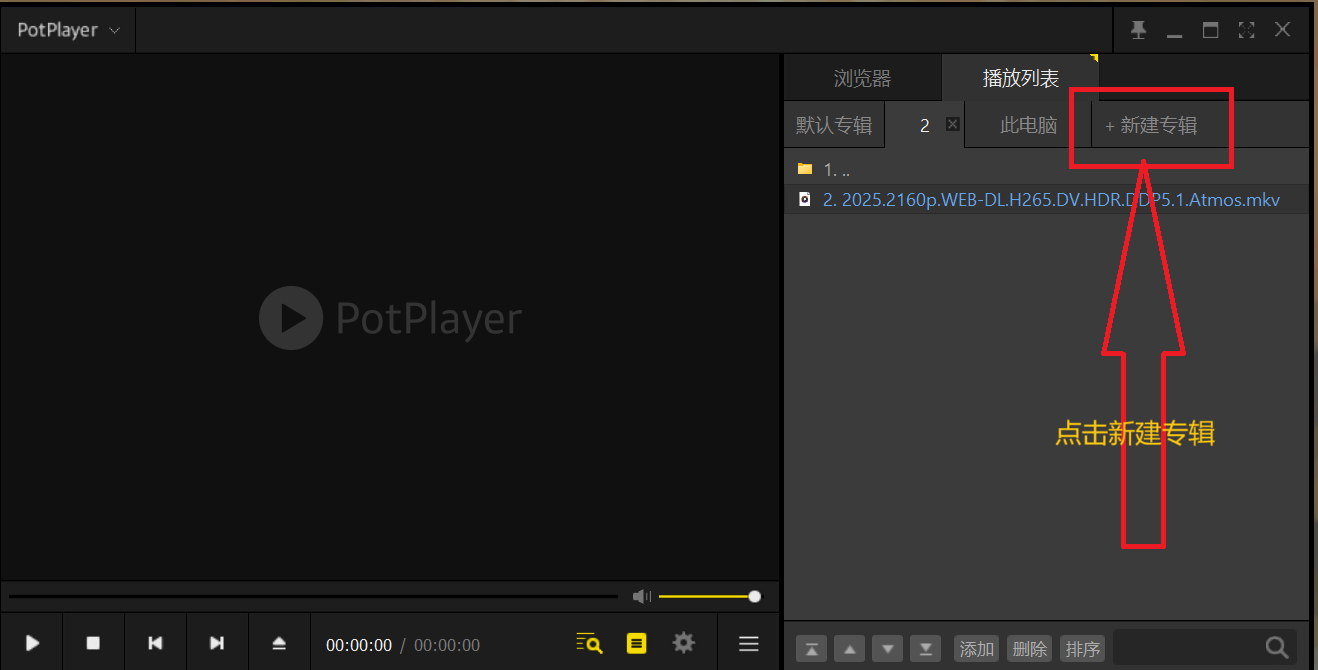 PotPlayer
浏览器
播放列表
默认专辑
2
此电脑
+ 新建专辑
1. ..
2. 2025.2160p.WEB-DL.H265.DV.HDR.DDP5.1.Atmos.mkv
PotPlayer
点击新建专辑
00:00:00 / 00:00:00
添加
删除
排序